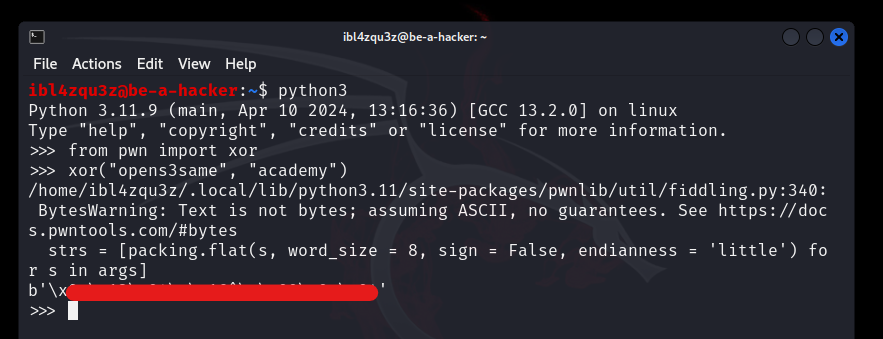 ibl4zqu3z@be-a-hacker: ~
File Actions Edit View Help
ibl4zqu3z@be-a-hacker:~$ python3
Python 3.11.9 (main, Apr 10 2024, 13:16:36) [GCC 13.2.0] on linux
Type "help", "copyright", "credits" or "license" for more information.
>>> from pwn import xor
>>> xor("opens3same", "academy")
/home/ibl4zqu3z/.local/lib/python3.11/site-packages/pwnlib/util/fiddling.py:340:
 BytesWarning: Text is not bytes; assuming ASCII, no guarantees. See https://doc
s.pwntools.com/#bytes
  strs = [packing.flat(s, word_size = 8, sign = False, endianness = 'little') fo
r s in args]
b'\x
>>>